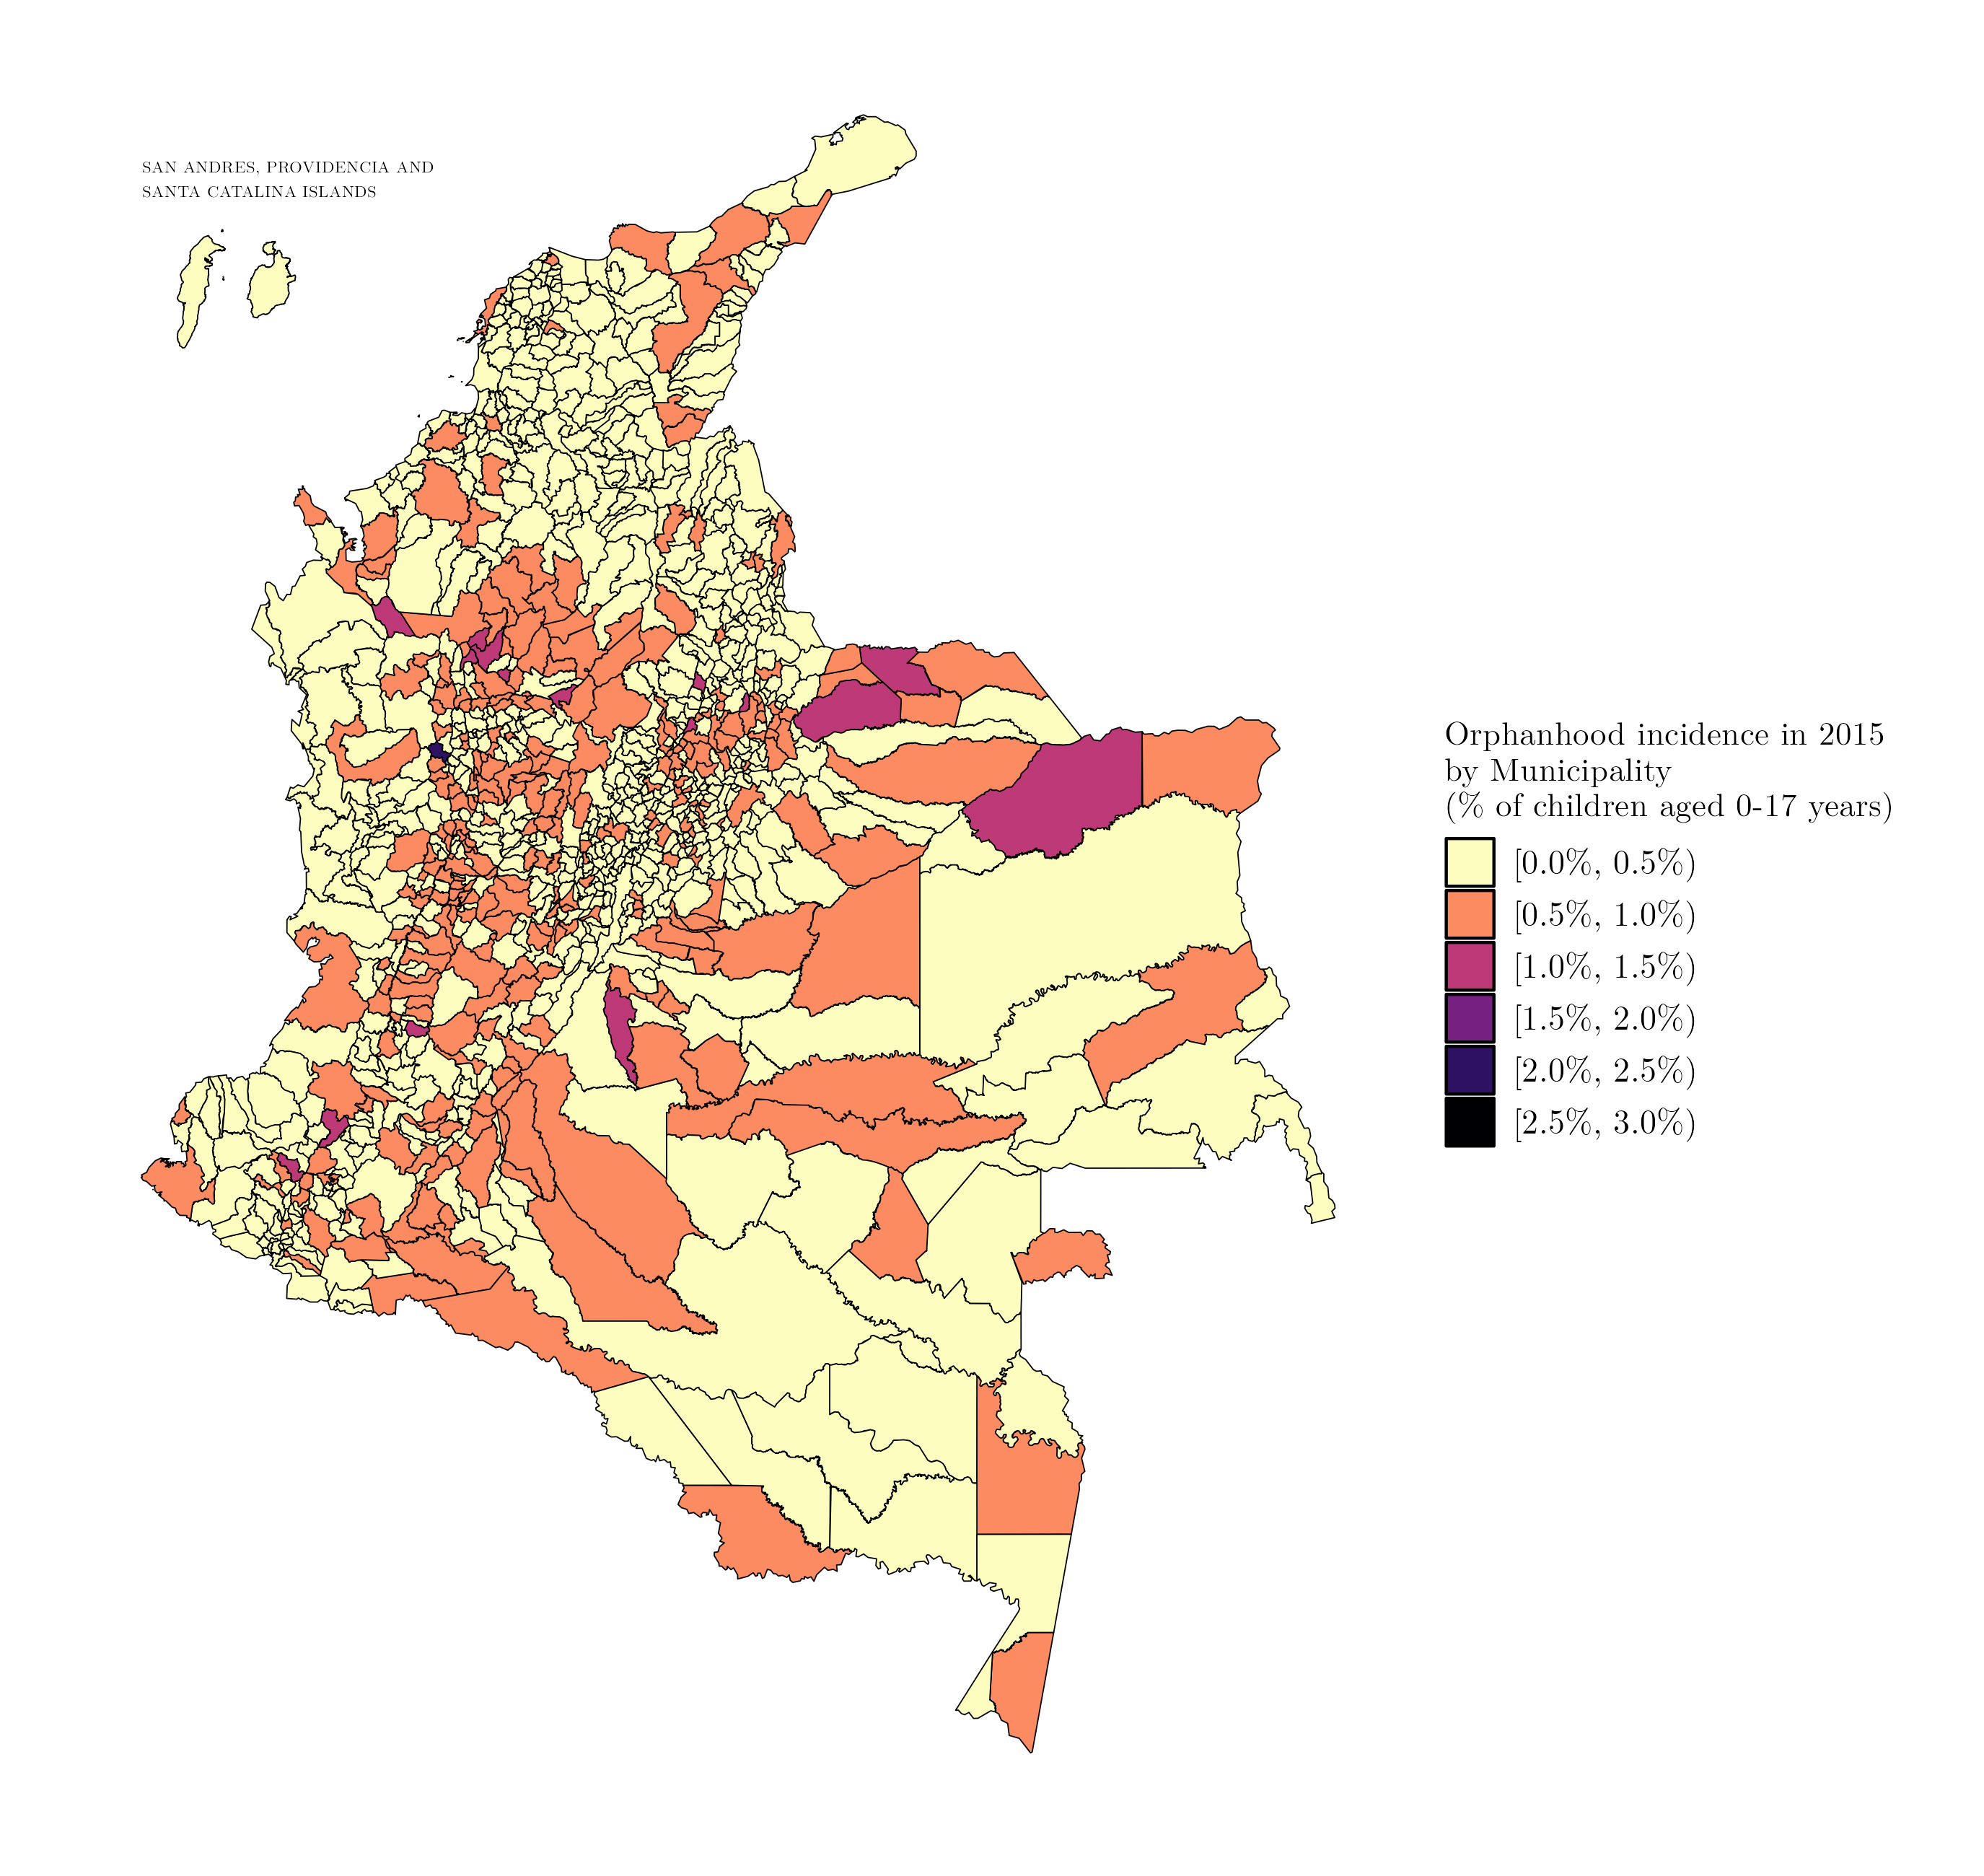 SAN ANDRES, PROVIDENCIA AND
SANTA CATALINA ISLANDS
Orphanhood incidence in 2015
by Municipality
(% of children aged 0-17 years)
[0.0%, 0.5%)
[0.5%, 1.0%)
[1.0%, 1.5%)
[1.5%, 2.0%)
[2.0%, 2.5%)
[2.5%, 3.0%)